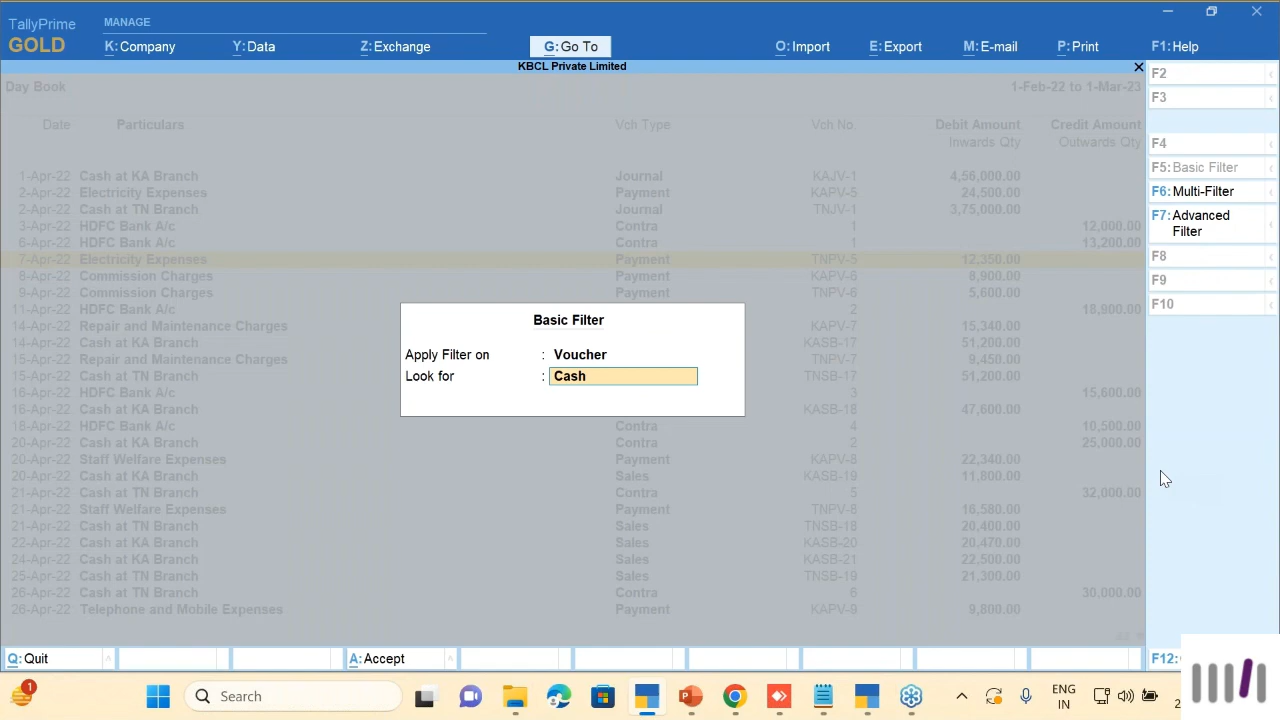 TallyPrime
GOLD
MANAGE
K:Company Y:Data Z:Exchange G:Go To O:Import E:Export M:E-mail P:Print F1:Help
KBCL Private Limited
Day Book 1-Feb-22 to 1-Mar-23
Date Particulars Vch Type Vch No. Debit Amount Credit Amount
Inwards Qty Outwards Qty
1-Apr-22 Cash at KA Branch Journal KAJV-1 4,56,000.00
2-Apr-22 Electricity Expenses Payment KAPV-5 24,500.00
2-Apr-22 Cash at TN Branch Journal TNJV-1 3,75,000.00
3-Apr-22 HDFC Bank A/c Contra 1 12,000.00
6-Apr-22 HDFC Bank A/c Contra 1 13,200.00
7-Apr-22 Electricity Expenses Payment TNPV-5 12,350.00
8-Apr-22 Commission Charges Payment KAPV-6 8,900.00
9-Apr-22 Commission Charges Payment TNPV-6 5,600.00
11-Apr-22 HDFC Bank A/c 2 18,900.00
14-Apr-22 Repair and Maintenance Charges KAPV-7 15,340.00
14-Apr-22 Cash at KA Branch KASB-17 51,200.00
15-Apr-22 Repair and Maintenance Charges TNPV-7 9,450.00
15-Apr-22 Cash at TN Branch TNSB-17 51,200.00
16-Apr-22 HDFC Bank A/c 3 15,600.00
16-Apr-22 Cash at KA Branch KASB-18 47,600.00
18-Apr-22 HDFC Bank A/c Contra 4 10,500.00
20-Apr-22 Cash at KA Branch Contra 2 25,000.00
20-Apr-22 Staff Welfare Expenses Payment KAPV-8 22,340.00
20-Apr-22 Cash at KA Branch Sales KASB-19 11,800.00
21-Apr-22 Cash at TN Branch Contra 5 32,000.00
21-Apr-22 Staff Welfare Expenses Payment TNPV-8 16,580.00
21-Apr-22 Cash at TN Branch Sales TNSB-18 20,400.00
22-Apr-22 Cash at KA Branch Sales KASB-20 20,470.00
24-Apr-22 Cash at KA Branch Sales KASB-21 22,500.00
25-Apr-22 Cash at TN Branch Sales TNSB-19 21,300.00
26-Apr-22 Cash at TN Branch Contra 6 30,000.00
26-Apr-22 Telephone and Mobile Expenses Payment KAPV-9 9,800.00
Basic Filter
Apply Filter on : Voucher
Look for : Cash
F2
F3
F4
F5: Basic Filter
F6: Multi-Filter
F7: Advanced
Filter
F8
F9
F10
Q:Quit A:Accept F12:
1 Search ENG
IN